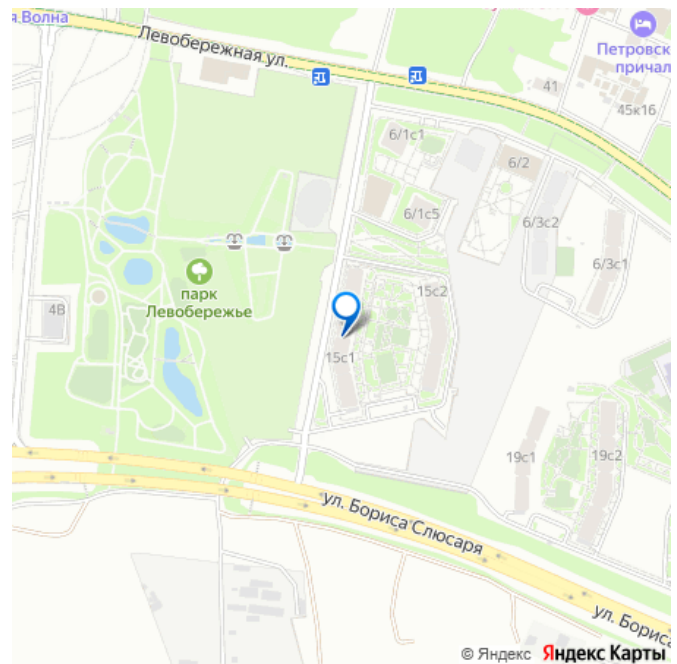 я Волна
Левобережная ул.
Петровск
причал
41
45к16
6/1с1
6/2
6/1с5
6/3с2
6/3с1
парк
Левобережье
4В
15с2
15с1
19с1
19с2
ул. Бориса Слюсаря
ул. Бориса
© Яндекс Яндекс Карты